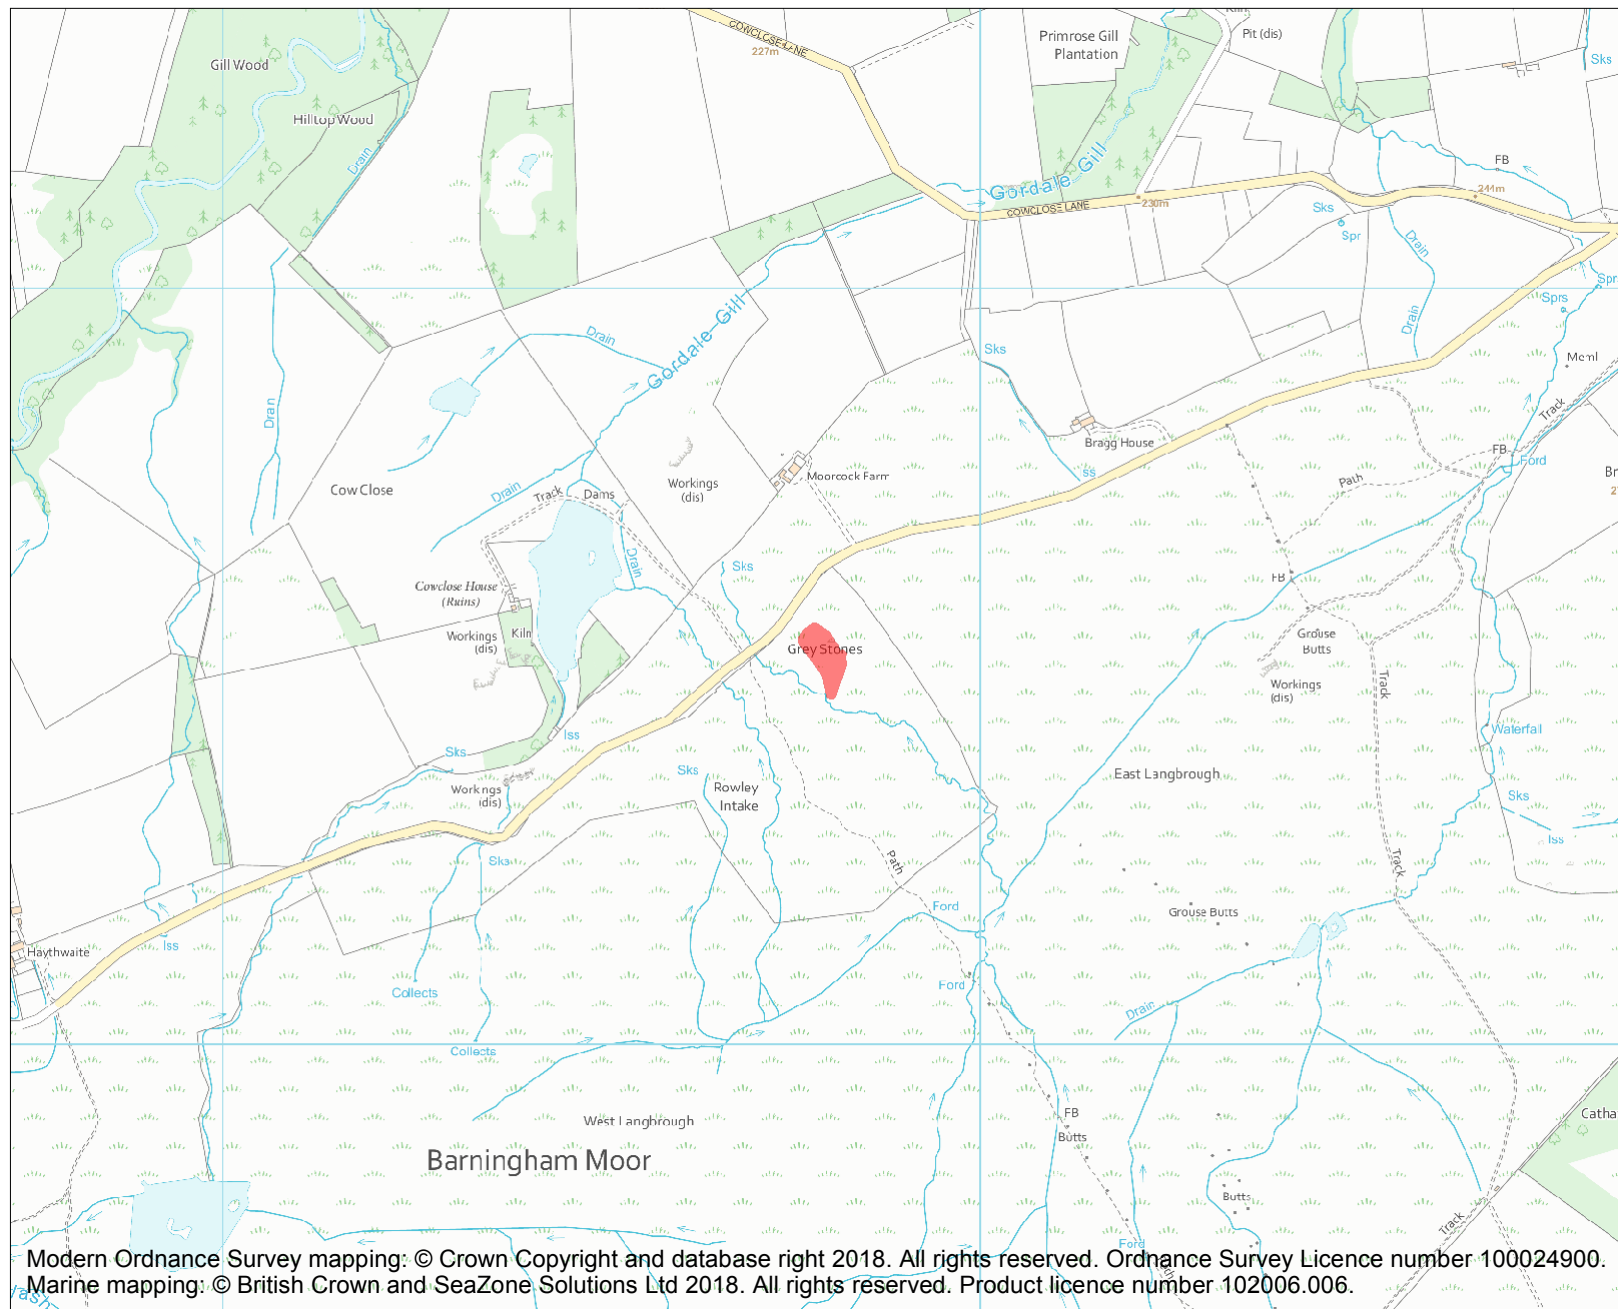 COWCLOSE LANE
227m
Primrose Gill
Plantation
Pit (dis)
Sks
Gill Wood
Hilltop Wood
Drain
Gordale Gill
COWCLOSE LANE
230m
FB
244m
Sks
Spr
Drain
Sprs
Drain
Gordale Gill
Drain
Sks
Meml
Track
Drain
Bragg House
FB
Ford
Cow Close
Workings
(dis)
Moorcock Farm
Iss
Path
Drain
Track
Dams
Drain
Sks
Cowclose House
(Ruins)
FB
Workings
(dis)
Kiln
Grey Stones
Grouse
Butts
Workings
(dis)
Track
Iss
Waterfall
Sks
Sks
Rowley
Intake
East Langbrough
Workings
(dis)
Sks
Iss
Sks
Path
Track
Ford
Grouse Butts
Haythwaite
Iss
Collects
Ford
Drain
Collects
West Langbrough
FB
Butts
Barningham Moor
Butts
Track
Ford
Path
Modern Ordnance Survey mapping: © Crown Copyright and database right 2018. All rights reserved. Ordnance Survey Licence number 100024900.
Marine mapping: © British Crown and SeaZone Solutions Ltd 2018. All rights reserved. Product licence number 102006.006.